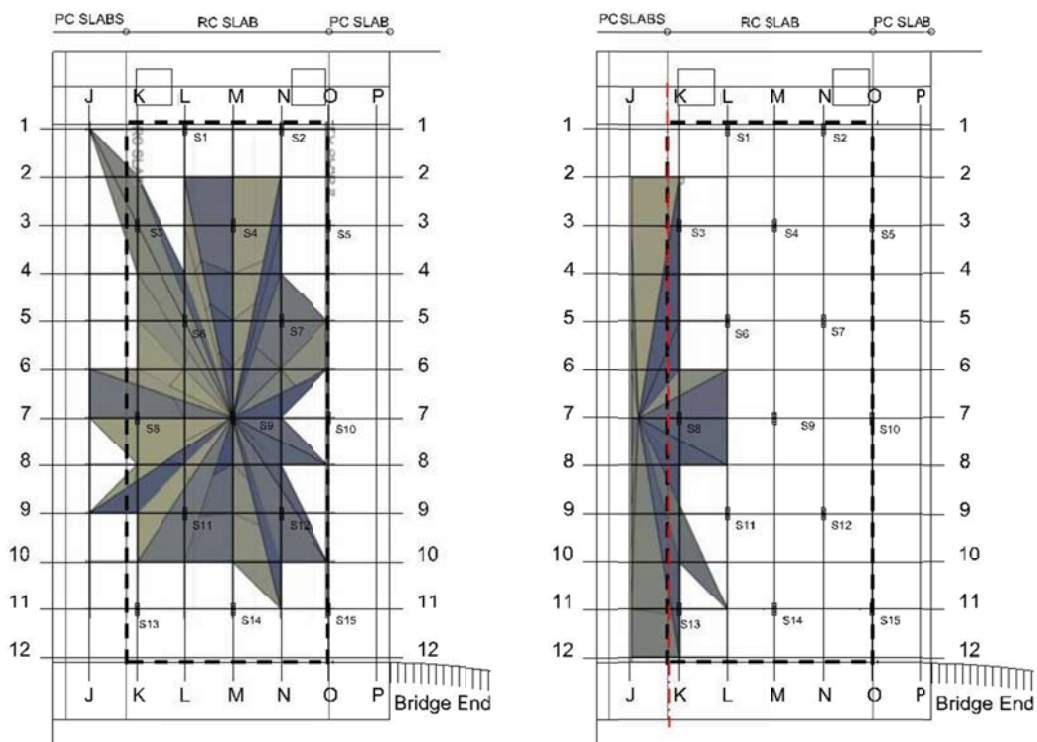 PC SLABS RC SLAB PC SLAB
J K L M N O P
1 S1 S2 1
2 2
3 S3 S4 S5 3
4 4
5 S6 S7 5
6 6
7 S8 S9 S10 7
8 8
9 S11 S12 9
10 10
11 S13 S14 S15 11
12 12
J K L M N O P
Bridge End
PC SLABS RC SLAB PC SLAB
J K L M N O P
1 S1 S2 1
2 2
3 S3 S4 S5 3
4 4
5 S6 S7 5
6 6
7 S8 S9 S10 7
8 8
9 S11 S12 9
10 10
11 S13 S14 S15 11
12 12
J K L M N O P
Bridge End